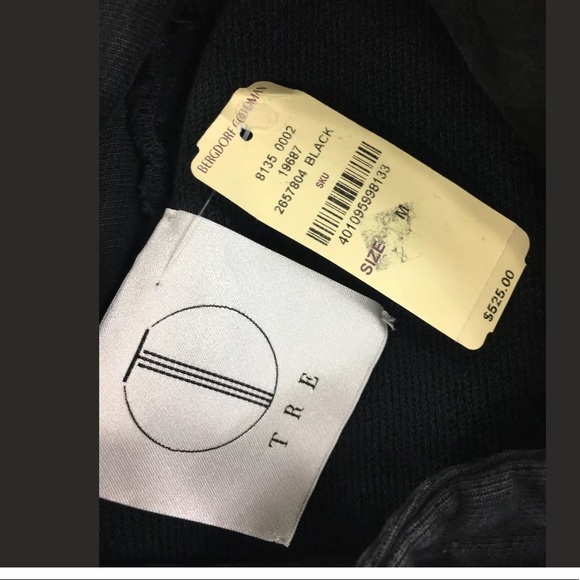 BERGDORF GOODMAN
8135 0002
19687
2657804 BLACK
SKU
401095998133
SIZE M
$525.00
T
TRE